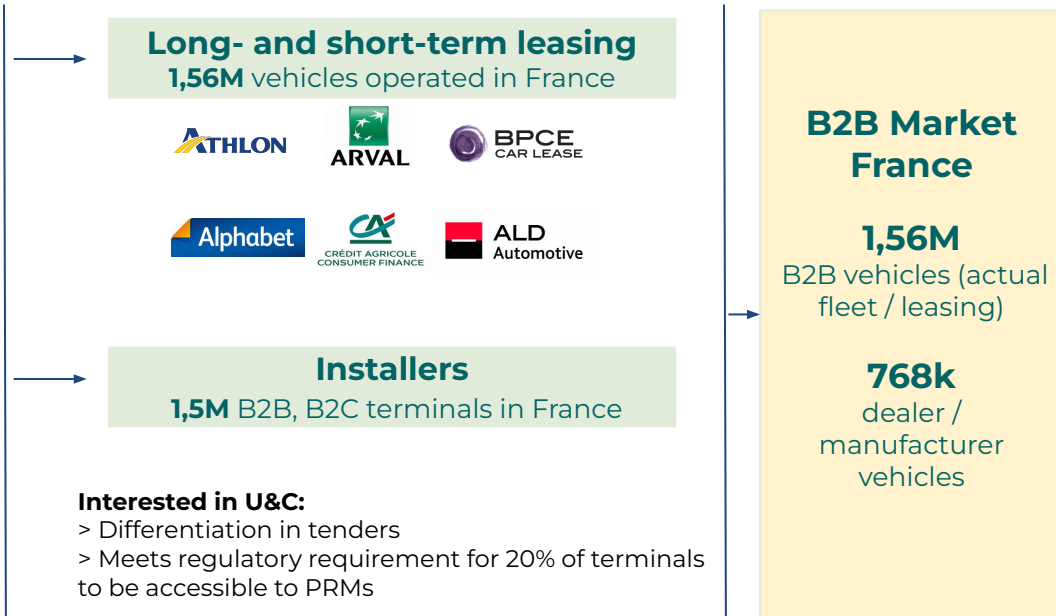 Long- and short-term leasing
1,56M vehicles operated in France
ATHLON
ARVAL
BPCE
CAR LEASE
Alphabet
CA
CRÉDIT AGRICOLE
CONSUMER FINANCE
ALD
Automotive
Installers
1,5M B2B, B2C terminals in France
Interested in U&C:
> Differentiation in tenders
> Meets regulatory requirement for 20% of terminals
to be accessible to PRMs
B2B Market
France
1,56M
B2B vehicles (actual
fleet / leasing)
768k
dealer /
manufacturer
vehicles